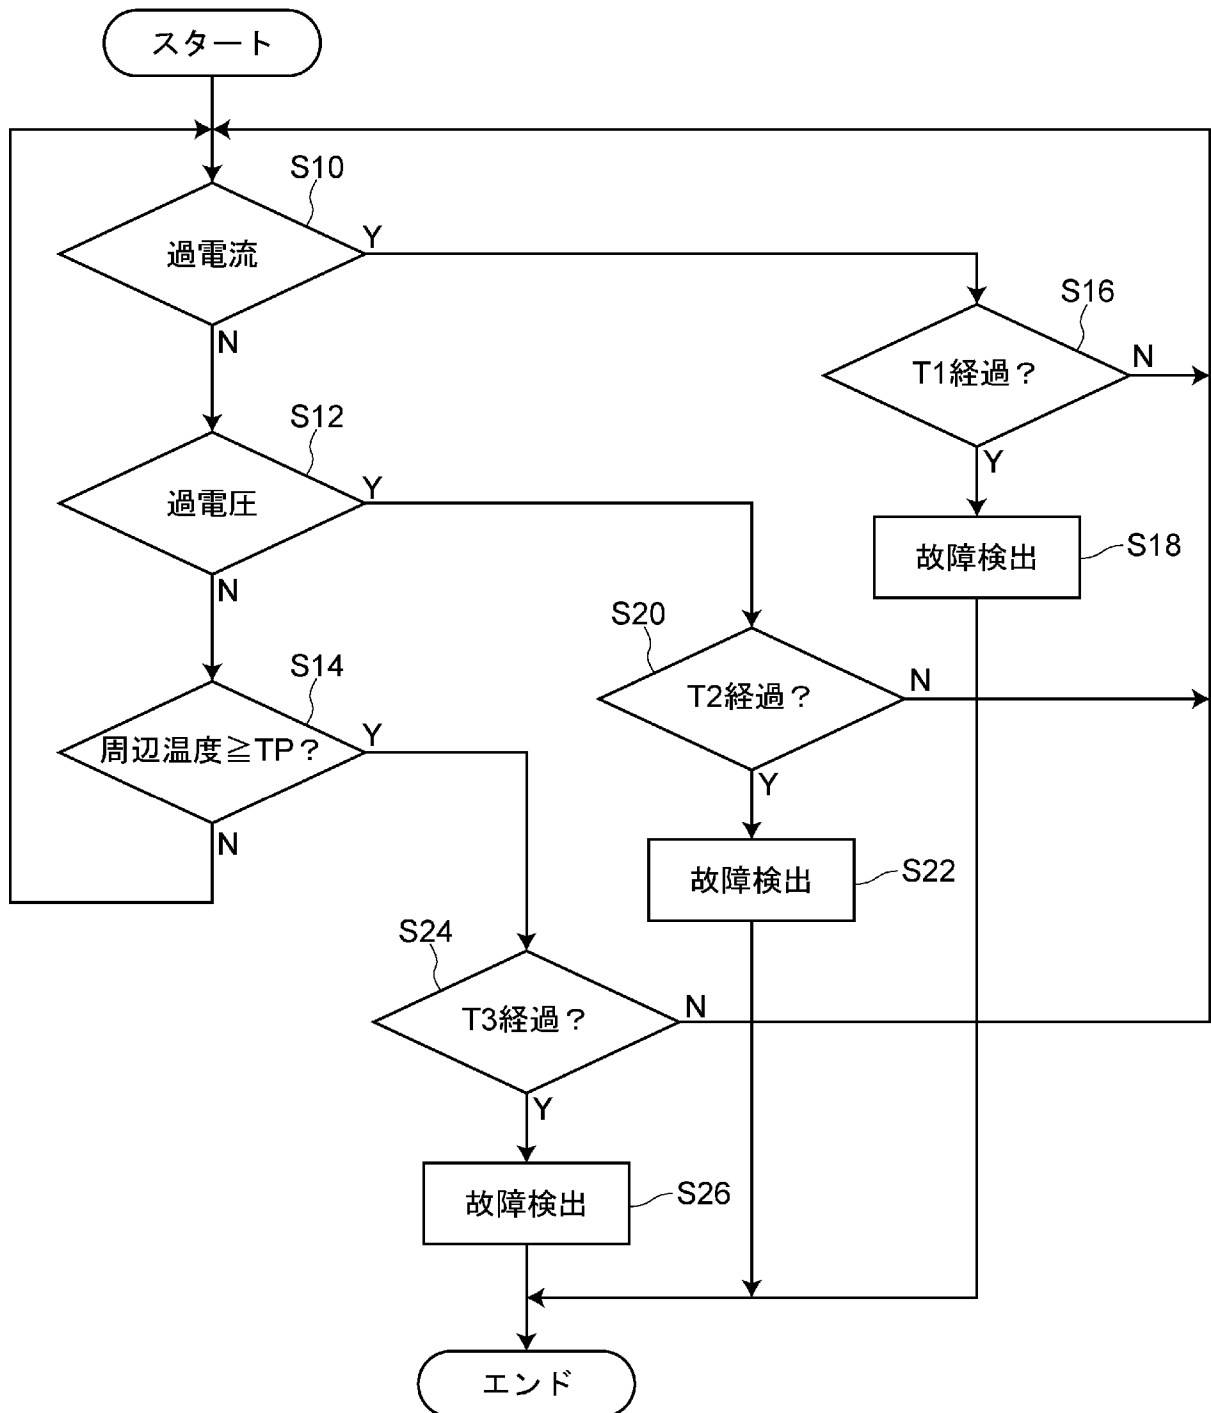 スタート
S10
過電流
Y
N
S16
T1経過？
N
Y
S12
過電圧
Y
N
S18
故障検出
S20
T2経過？
N
Y
S14
周辺温度≧TP？
Y
N
S22
故障検出
S24
T3経過？
N
Y
S26
故障検出
エンド